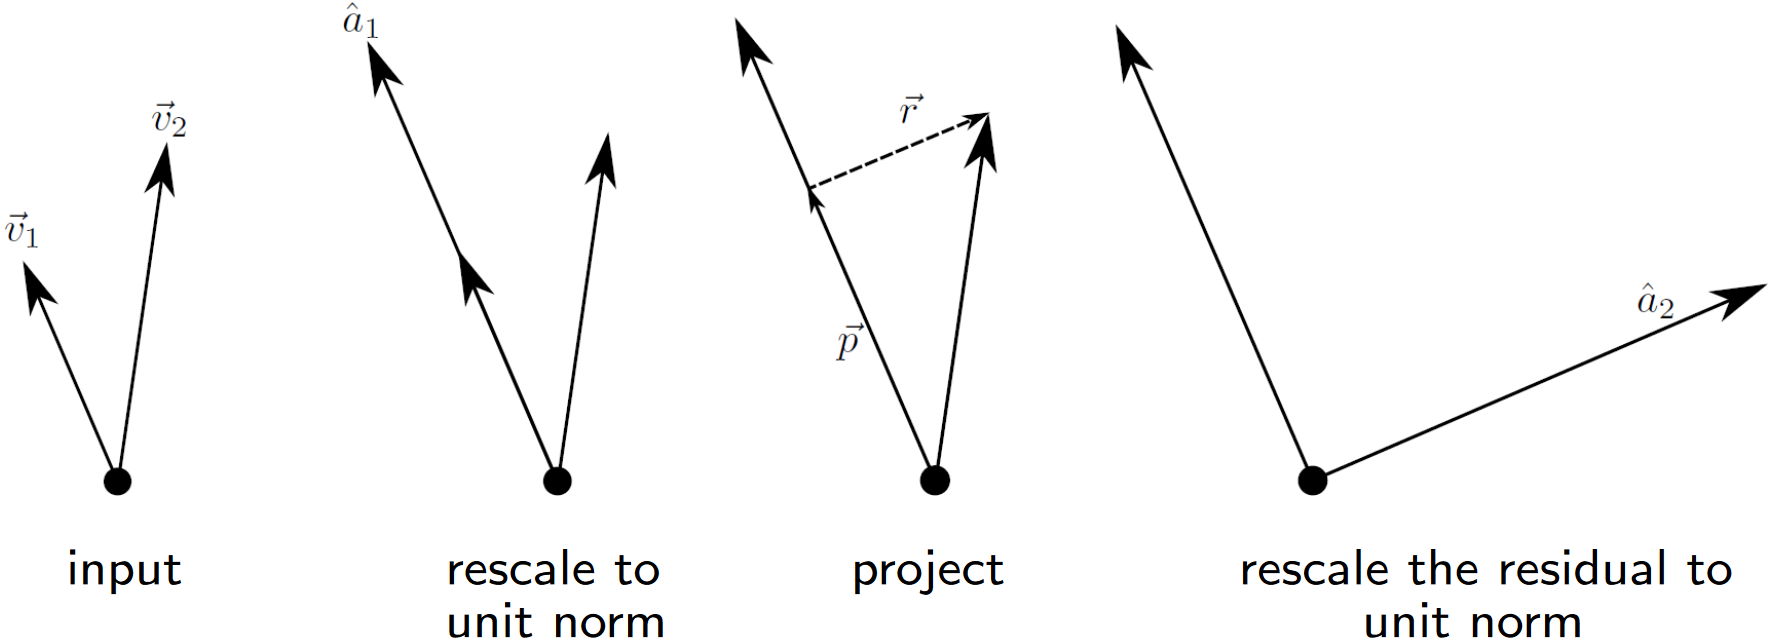 $\hat{a}_1$
$\vec{v}_2$
$\vec{r}$
$\vec{v}_1$
$\hat{a}_2$
$\vec{p}$
input
rescale to
unit norm
project
rescale the residual to
unit norm